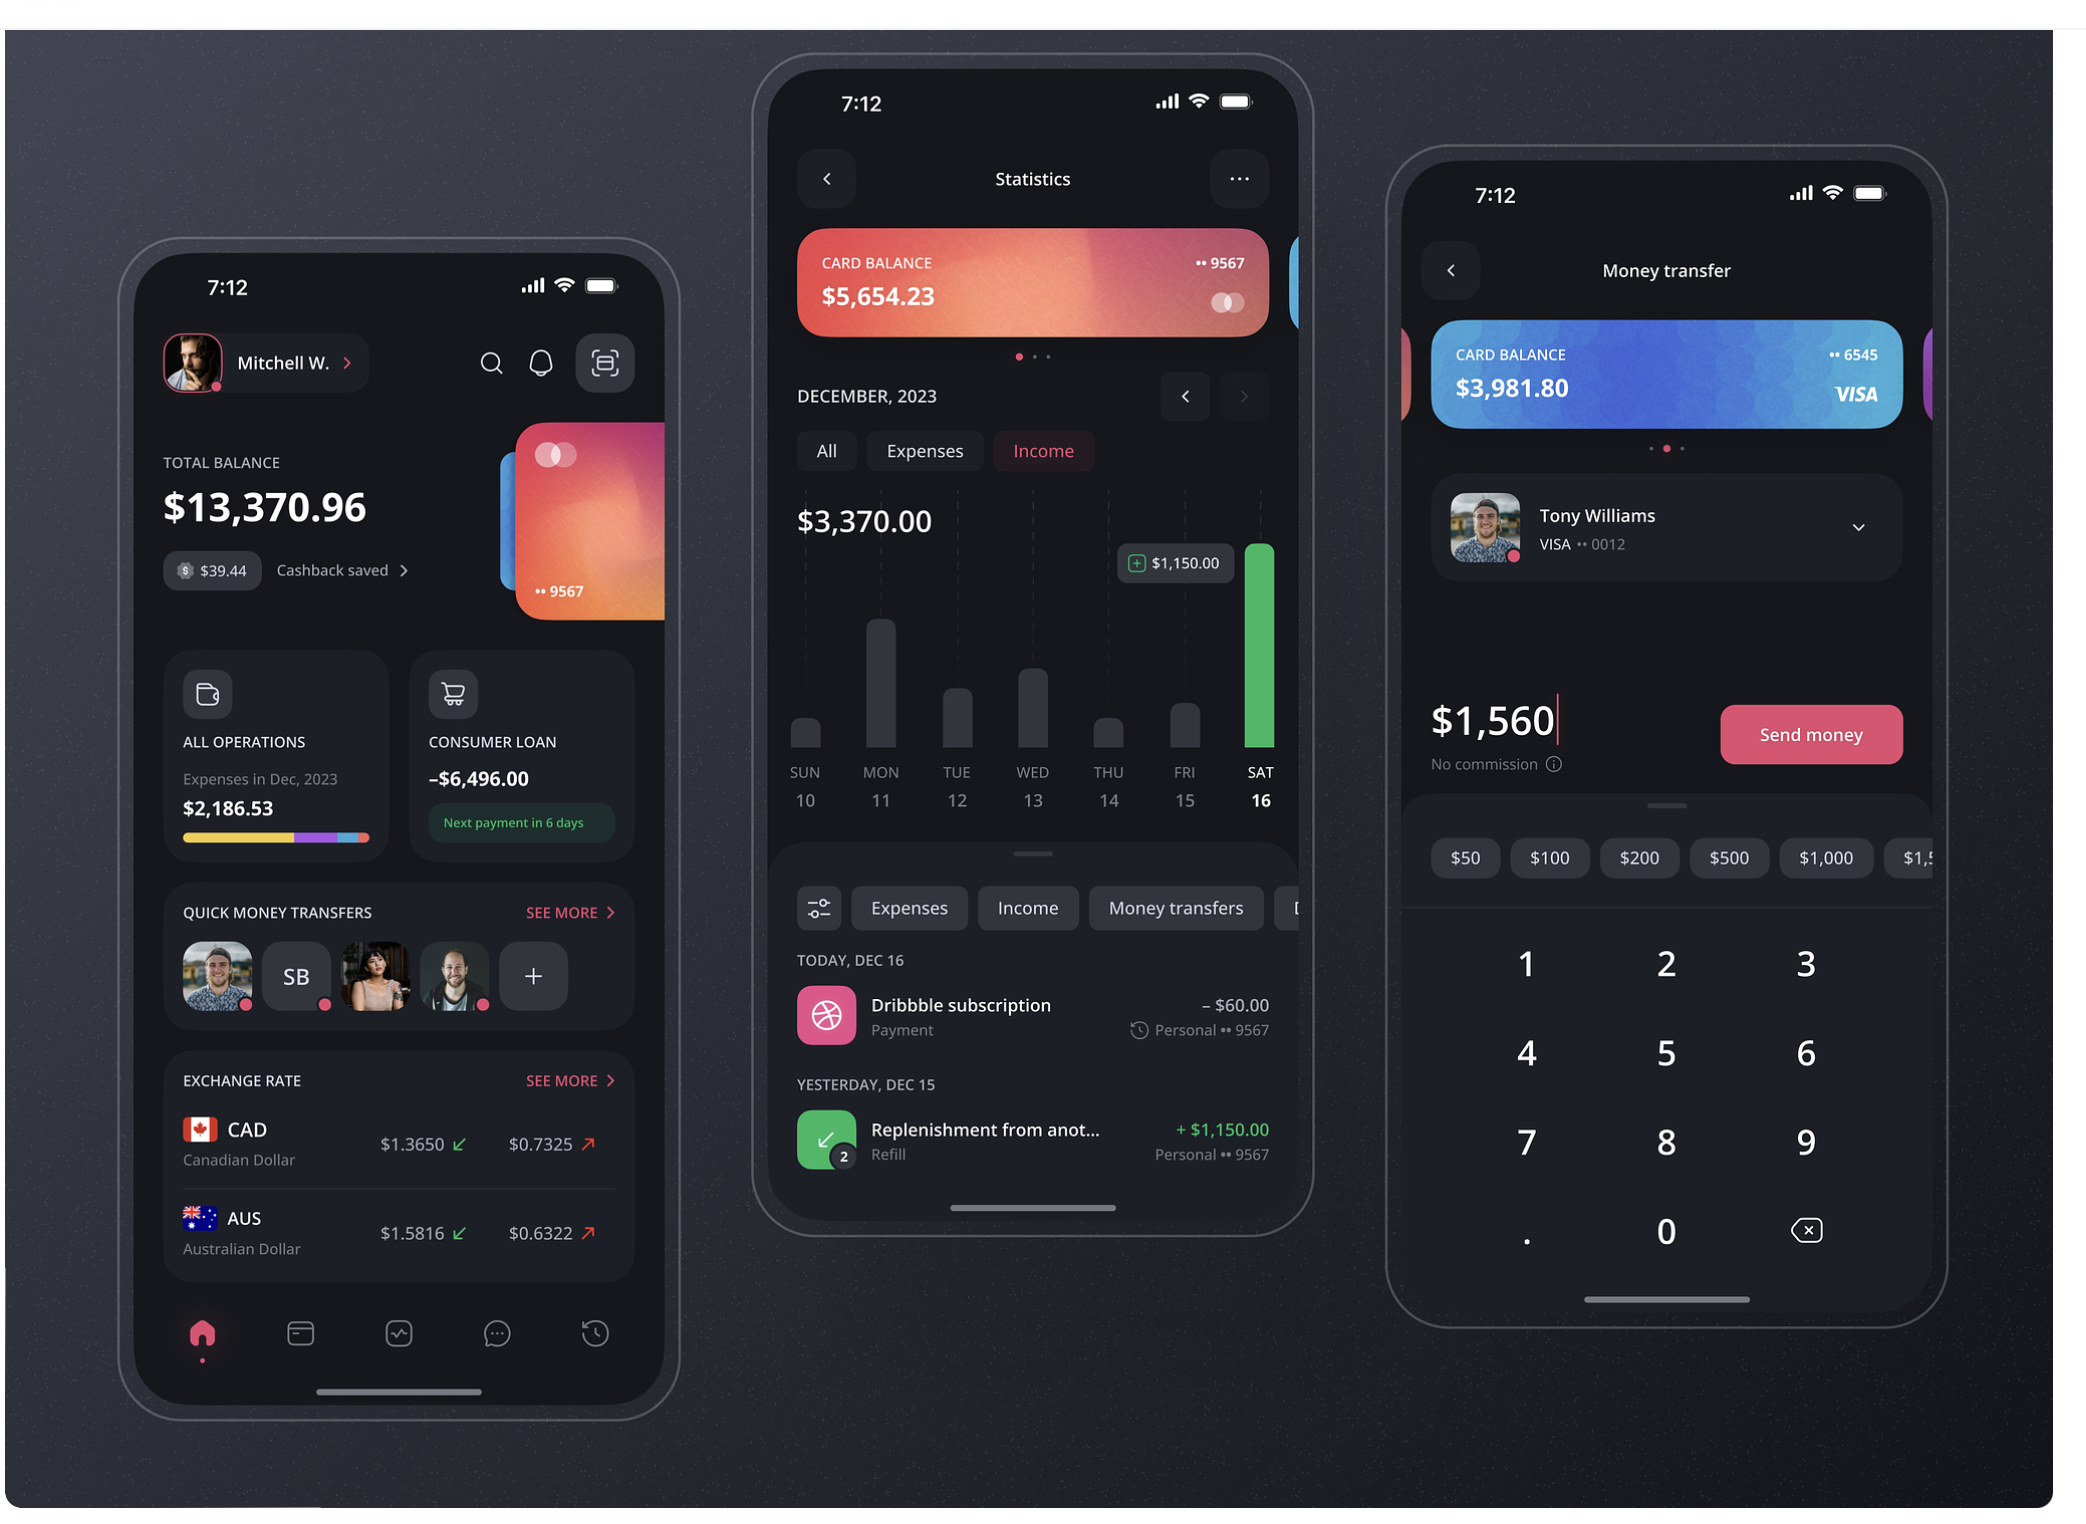 7:12
Mitchell W.
TOTAL BALANCE
$13,370.96
$ $39.44 Cashback saved
•• 9567
ALL OPERATIONS
Expenses in Dec, 2023
$2,186.53
CONSUMER LOAN
–$6,496.00
Next payment in 6 days
QUICK MONEY TRANSFERS SEE MORE
SB
+
EXCHANGE RATE SEE MORE
CAD $1.3650 $0.7325
Canadian Dollar
AUS $1.5816 $0.6322
Australian Dollar
7:12
Statistics
CARD BALANCE •• 9567
$5,654.23
DECEMBER, 2023
All Expenses Income
$3,370.00
$1,150.00
SUN MON TUE WED THU FRI SAT
10 11 12 13 14 15 16
Expenses Income Money transfers
TODAY, DEC 16
Dribbble subscription – $60.00
Payment Personal •• 9567
YESTERDAY, DEC 15
Replenishment from anot... + $1,150.00
2
Refill Personal •• 9567
7:12
Money transfer
CARD BALANCE •• 6545
$3,981.80 VISA
Tony Williams
VISA •• 0012
$1,560
Send money
No commission
$50 $100 $200 $500 $1,000 $1,5
1 2 3
4 5 6
7 8 9
. 0